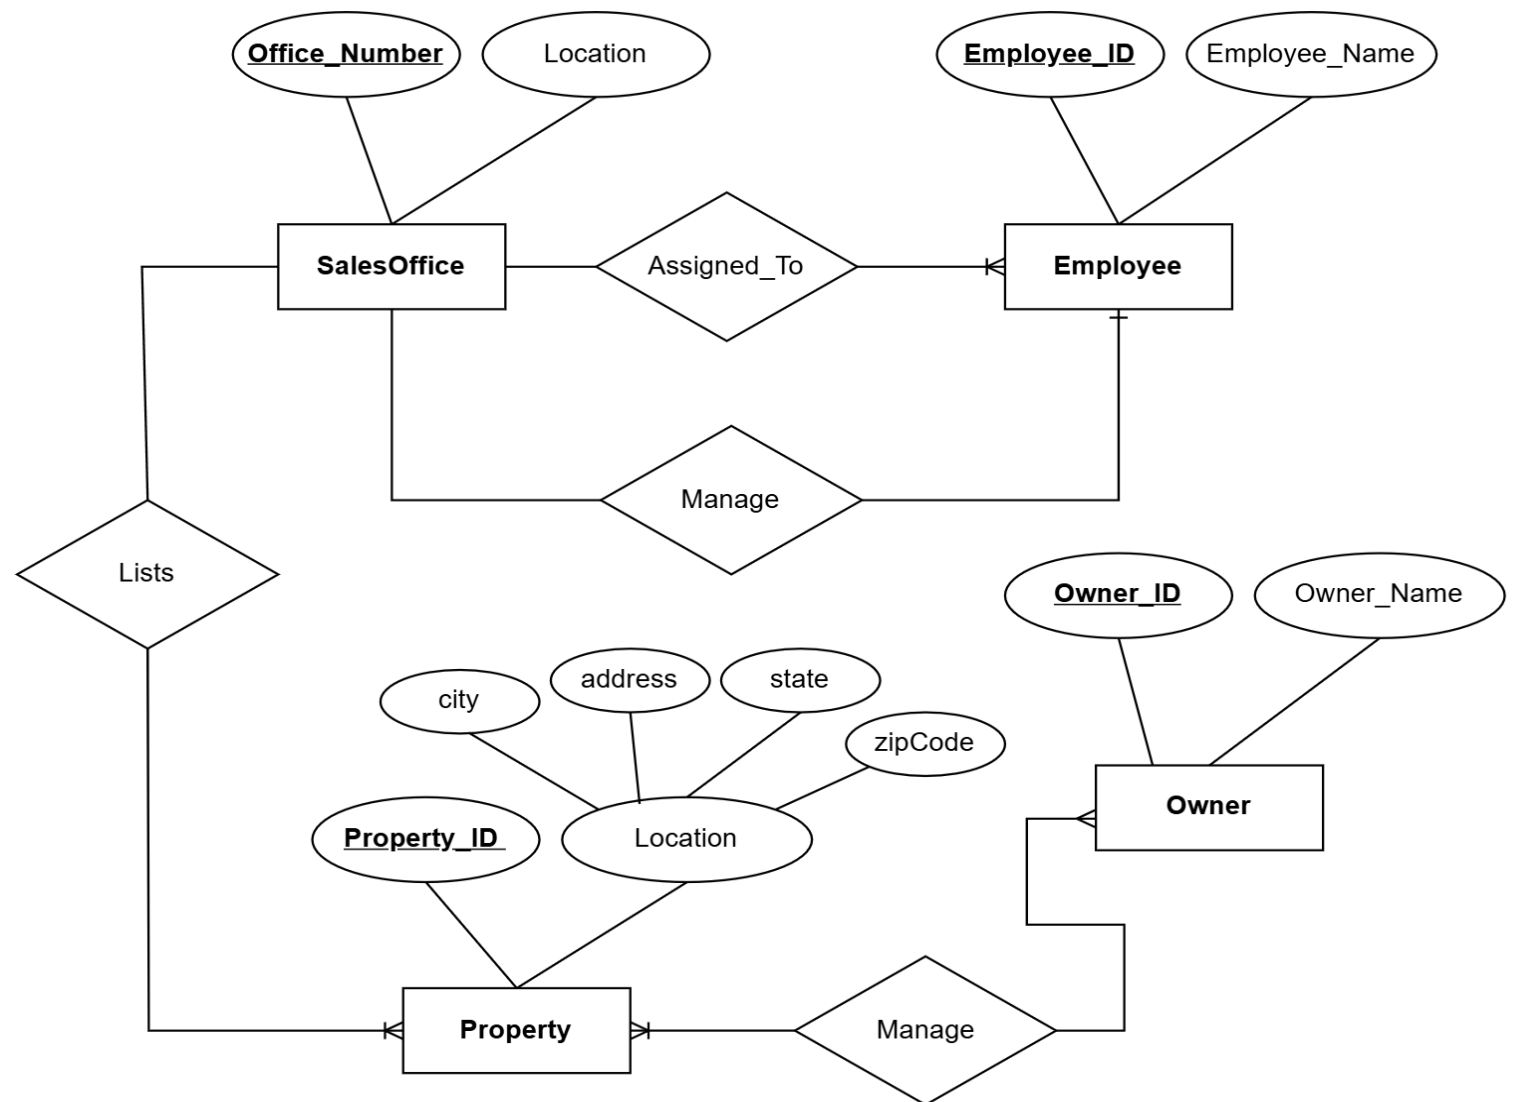 Office_Number
Location
Employee_ID
Employee_Name
SalesOffice
Assigned_To
Employee
Manage
Lists
Owner_ID
Owner_Name
city
address
state
zipCode
Property_ID
Location
Owner
Property
Manage